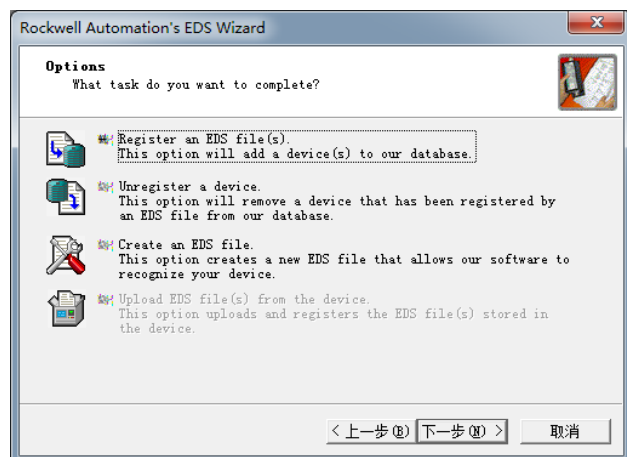 Rockwell Automation's EDS Wizard
Options
What task do you want to complete?
Register an EDS file(s).
This option will add a device(s) to our database.
Unregister a device.
This option will remove a device that has been registered by
an EDS file from our database.
Create an EDS file.
This option creates a new EDS file that allows our software to
recognize your device.
Upload EDS file(s) from the device.
This option uploads and registers the EDS file(s) stored in
the device.
< 上一步(B) 下一步(N) > 取消